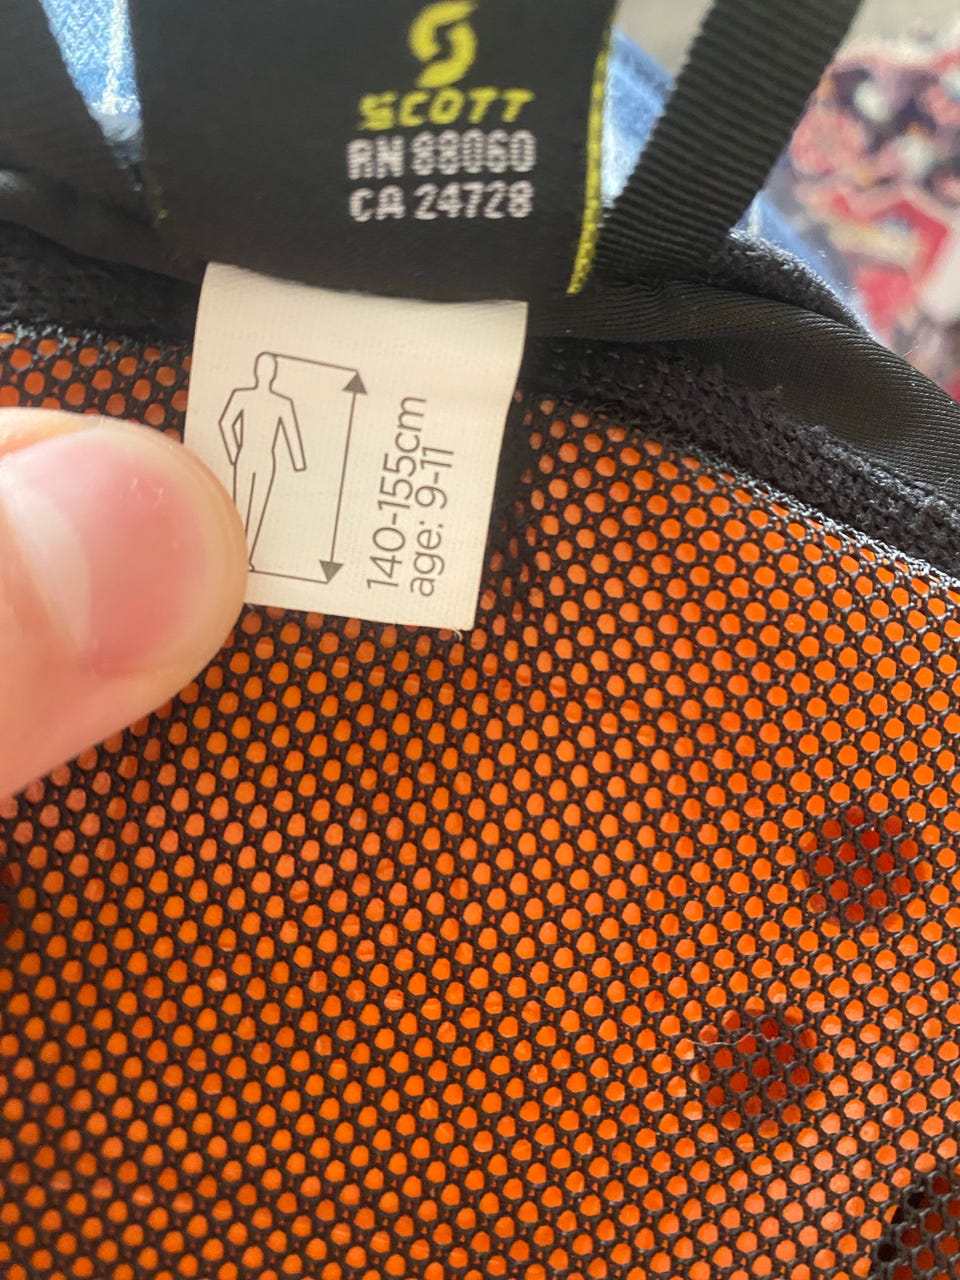 SCOTT
RN 88060
CA 24728
140-155cm
age: 9-11